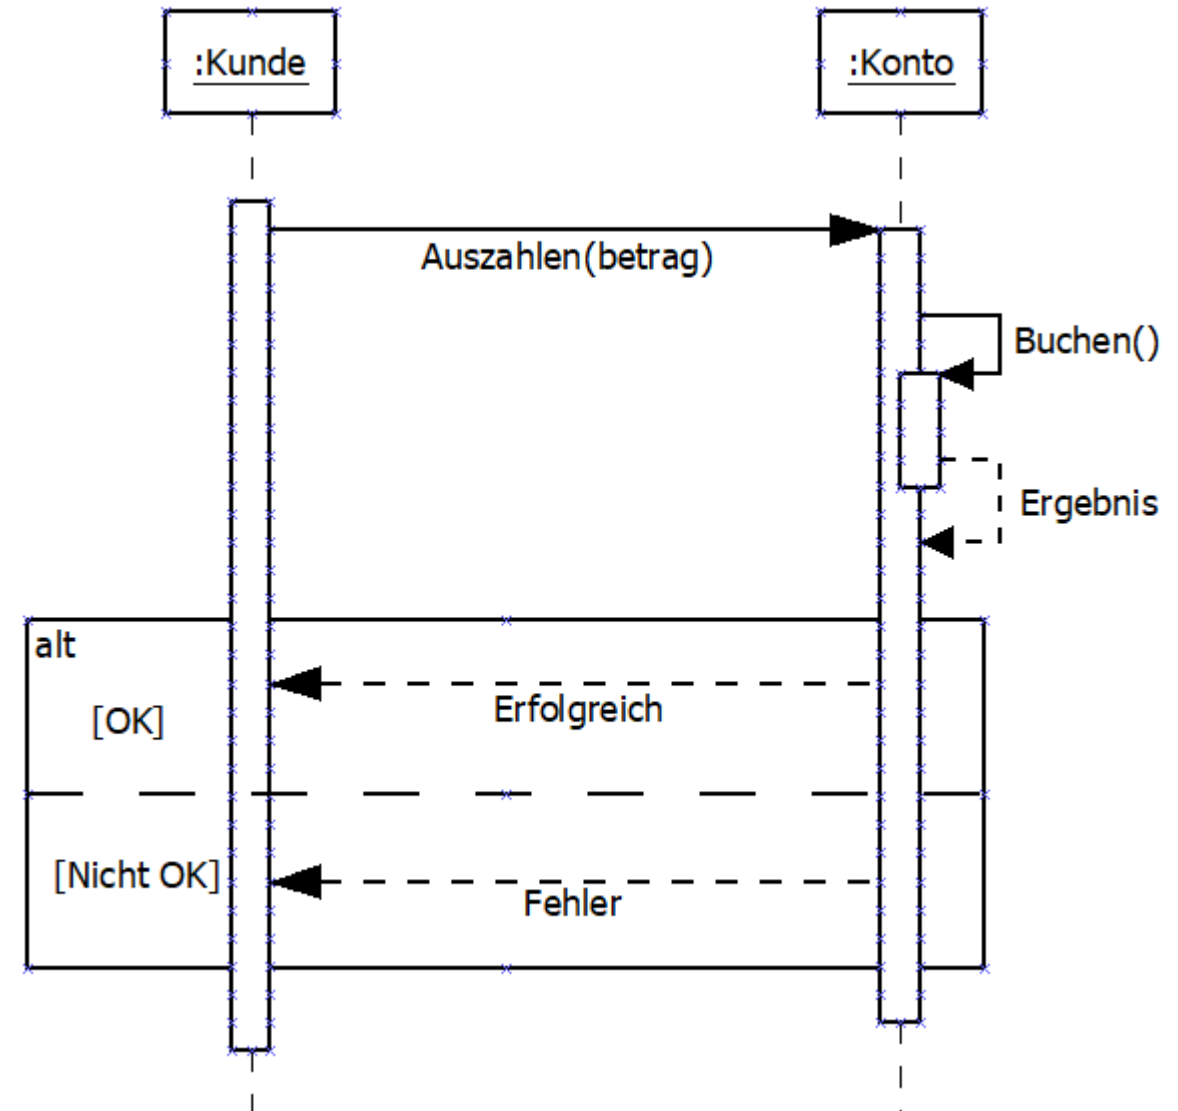 :Kunde
:Konto
Auszahlen(betrag)
Buchen()
Ergebnis
alt
Erfolgreich
[OK]
[Nicht OK]
Fehler